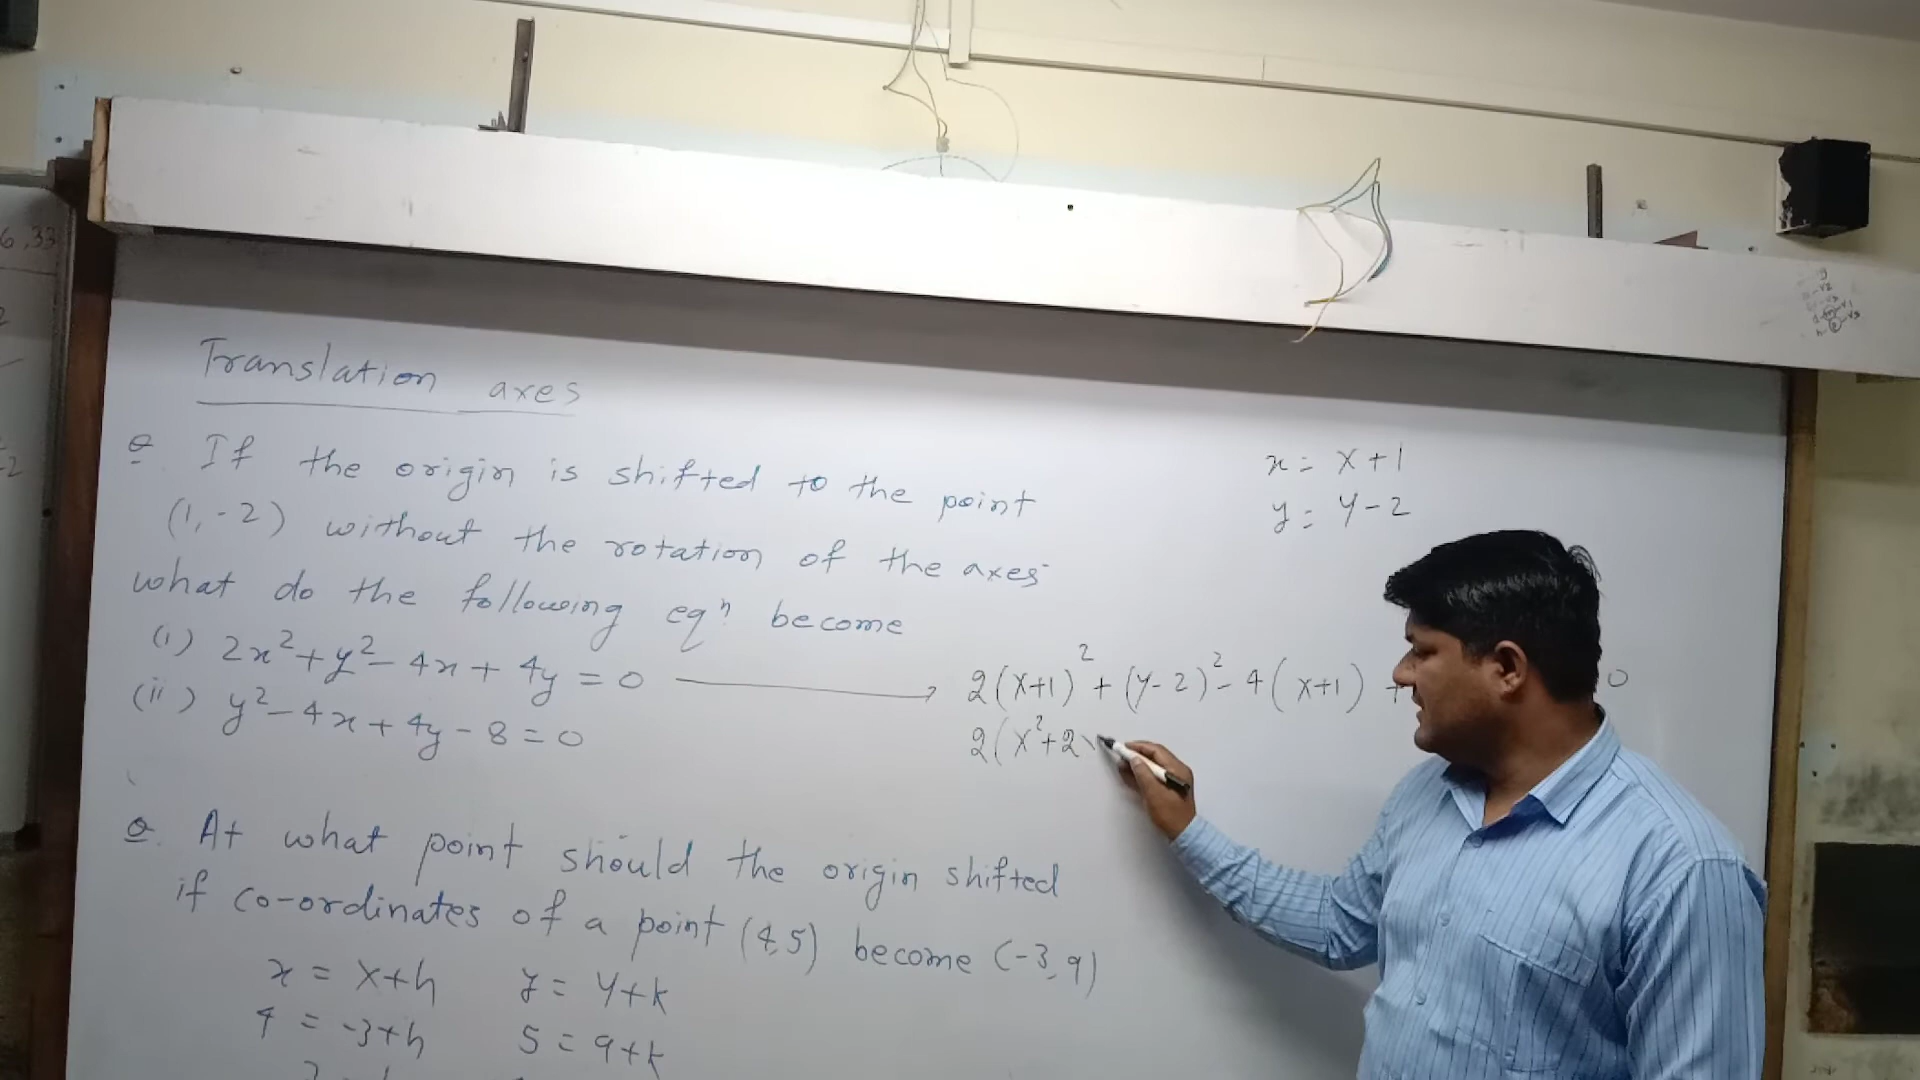 Translation axes
Q. If the origin is shifted to the point
(1,-2) without the rotation of the axes
what do the following eqⁿ become
(i) 2x²+y²-4x+4y=0
(ii) y²-4x+4y-8=0
x = X+1
y = Y-2
2(X+1)²+(Y-2)²-4(X+1) + 0
2(X²+2
Q. At what point should the origin shifted
if co-ordinates of a point (4,5) become (-3,9)
x = X+h y = Y+k
4 = -3+h 5 = 9+k
6,33